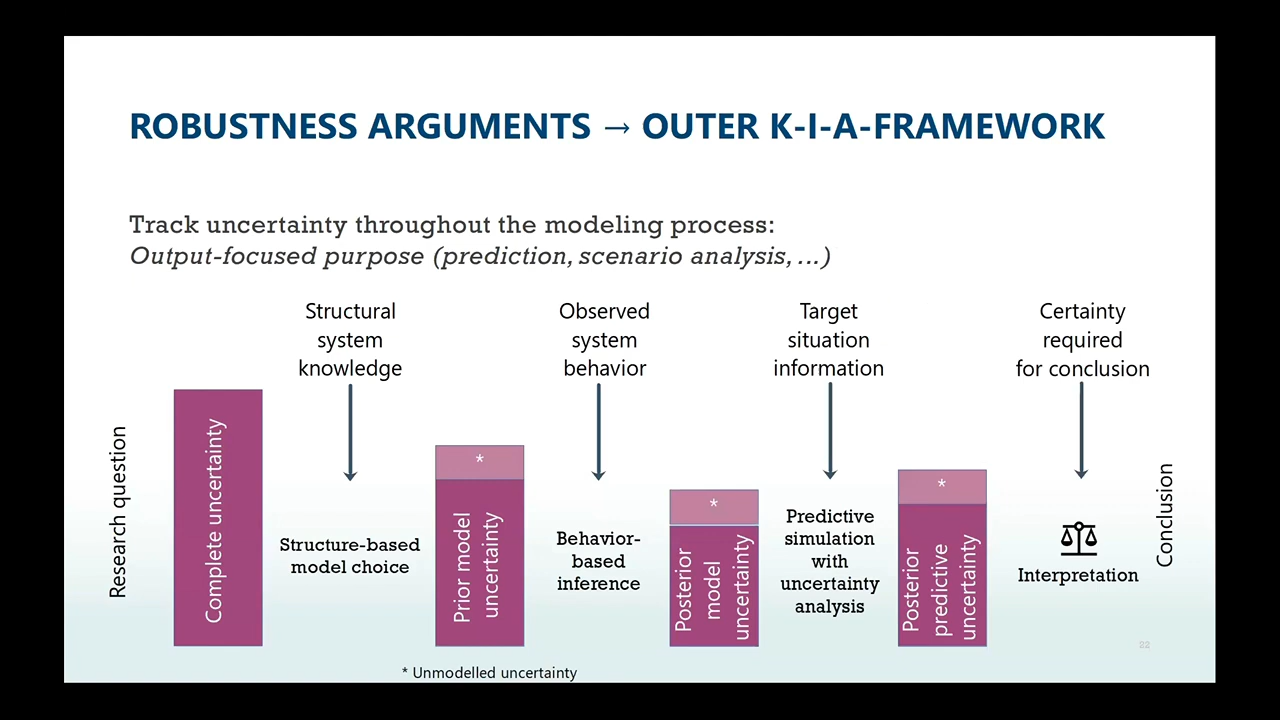 ROBUSTNESS ARGUMENTS → OUTER K-I-A-FRAMEWORK
Track uncertainty throughout the modeling process:
Output-focused purpose (prediction, scenario analysis, ...)
Structural
system
knowledge
Observed
system
behavior
Target
situation
information
Certainty
required
for conclusion
Research question
Complete uncertainty
Structure-based
model choice
*
Prior model
uncertainty
Behavior-
based
inference
*
Posterior
model
uncertainty
Predictive
simulation
with
uncertainty
analysis
*
Posterior
predictive
uncertainty
Interpretation
Conclusion
* Unmodelled uncertainty